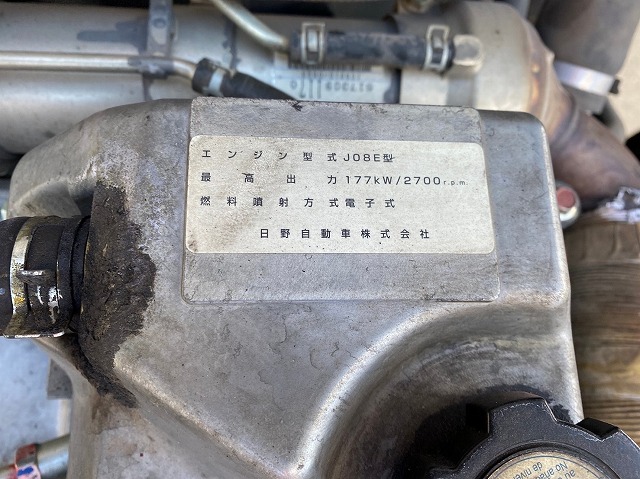 エンジン型式J08E型
最高出力177kW/2700r.p.m.
燃料噴射方式電子式
日野自動車株式会社